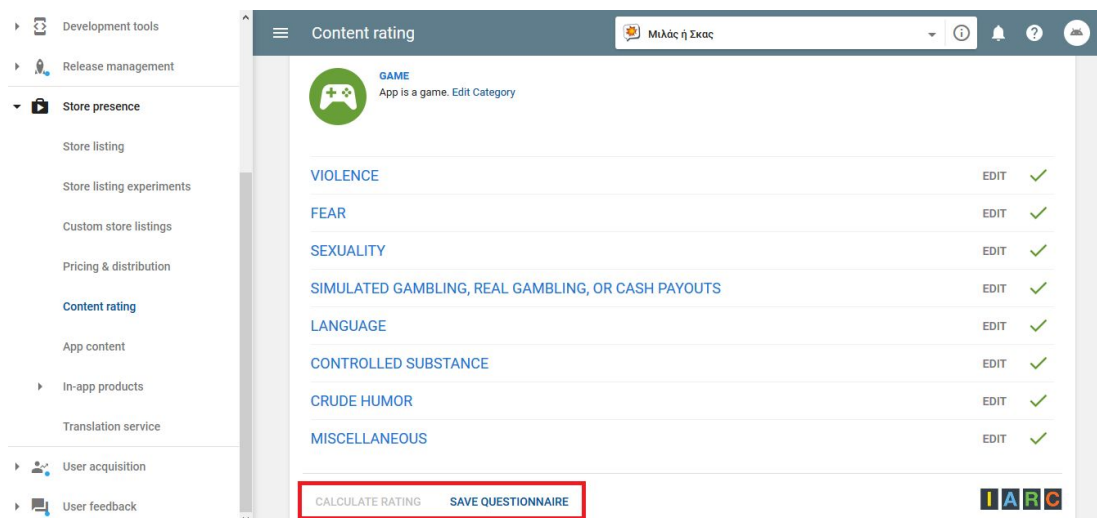 Development tools
Release management
Store presence
Store listing
Store listing experiments
Custom store listings
Pricing & distribution
Content rating
App content
In-app products
Translation service
User acquisition
User feedback
Content rating
Μιλάς ή Σκας
GAME
App is a game. Edit Category
VIOLENCE EDIT
FEAR EDIT
SEXUALITY EDIT
SIMULATED GAMBLING, REAL GAMBLING, OR CASH PAYOUTS EDIT
LANGUAGE EDIT
CONTROLLED SUBSTANCE EDIT
CRUDE HUMOR EDIT
MISCELLANEOUS EDIT
CALCULATE RATING SAVE QUESTIONNAIRE
IARC